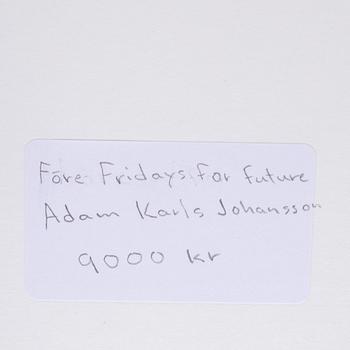 Före Fridays for future
Adam Karls Johansson
9000 kr